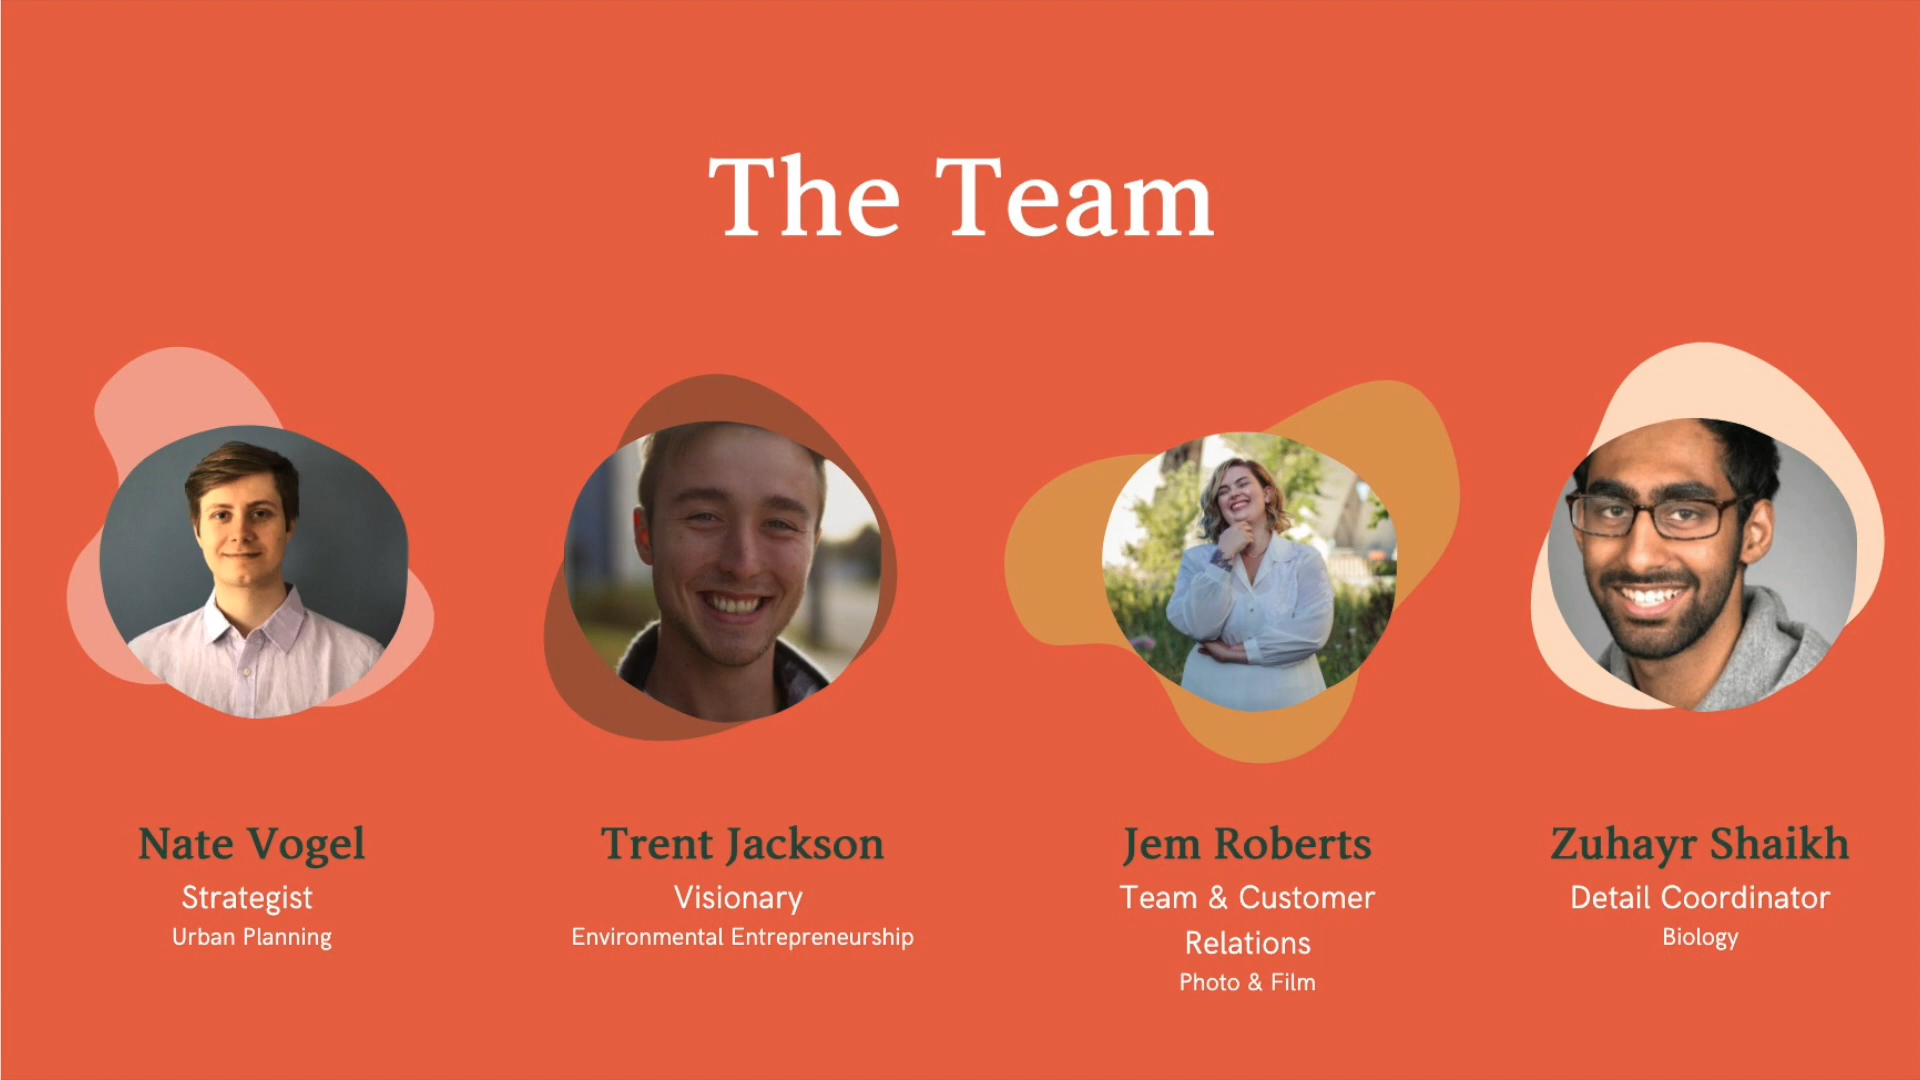 The Team
Nate Vogel
Strategist
Urban Planning
Trent Jackson
Visionary
Environmental Entrepreneurship
Jem Roberts
Team & Customer
Relations
Photo & Film
Zuhayr Shaikh
Detail Coordinator
Biology